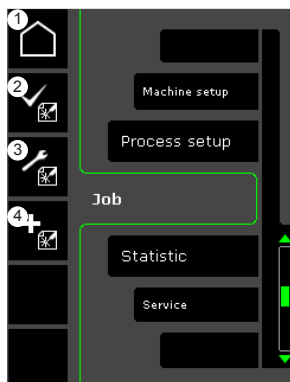 1
2
Machine setup
3
Process setup
Job
4
Statistic
Service